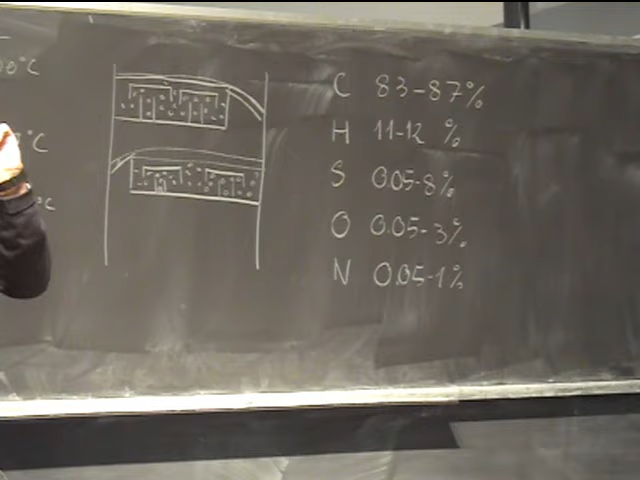 C 83-87%
H 11-12 %
S 0.05-8%
O 0.05-3%
N 0.05-1%
°C
°C
°C